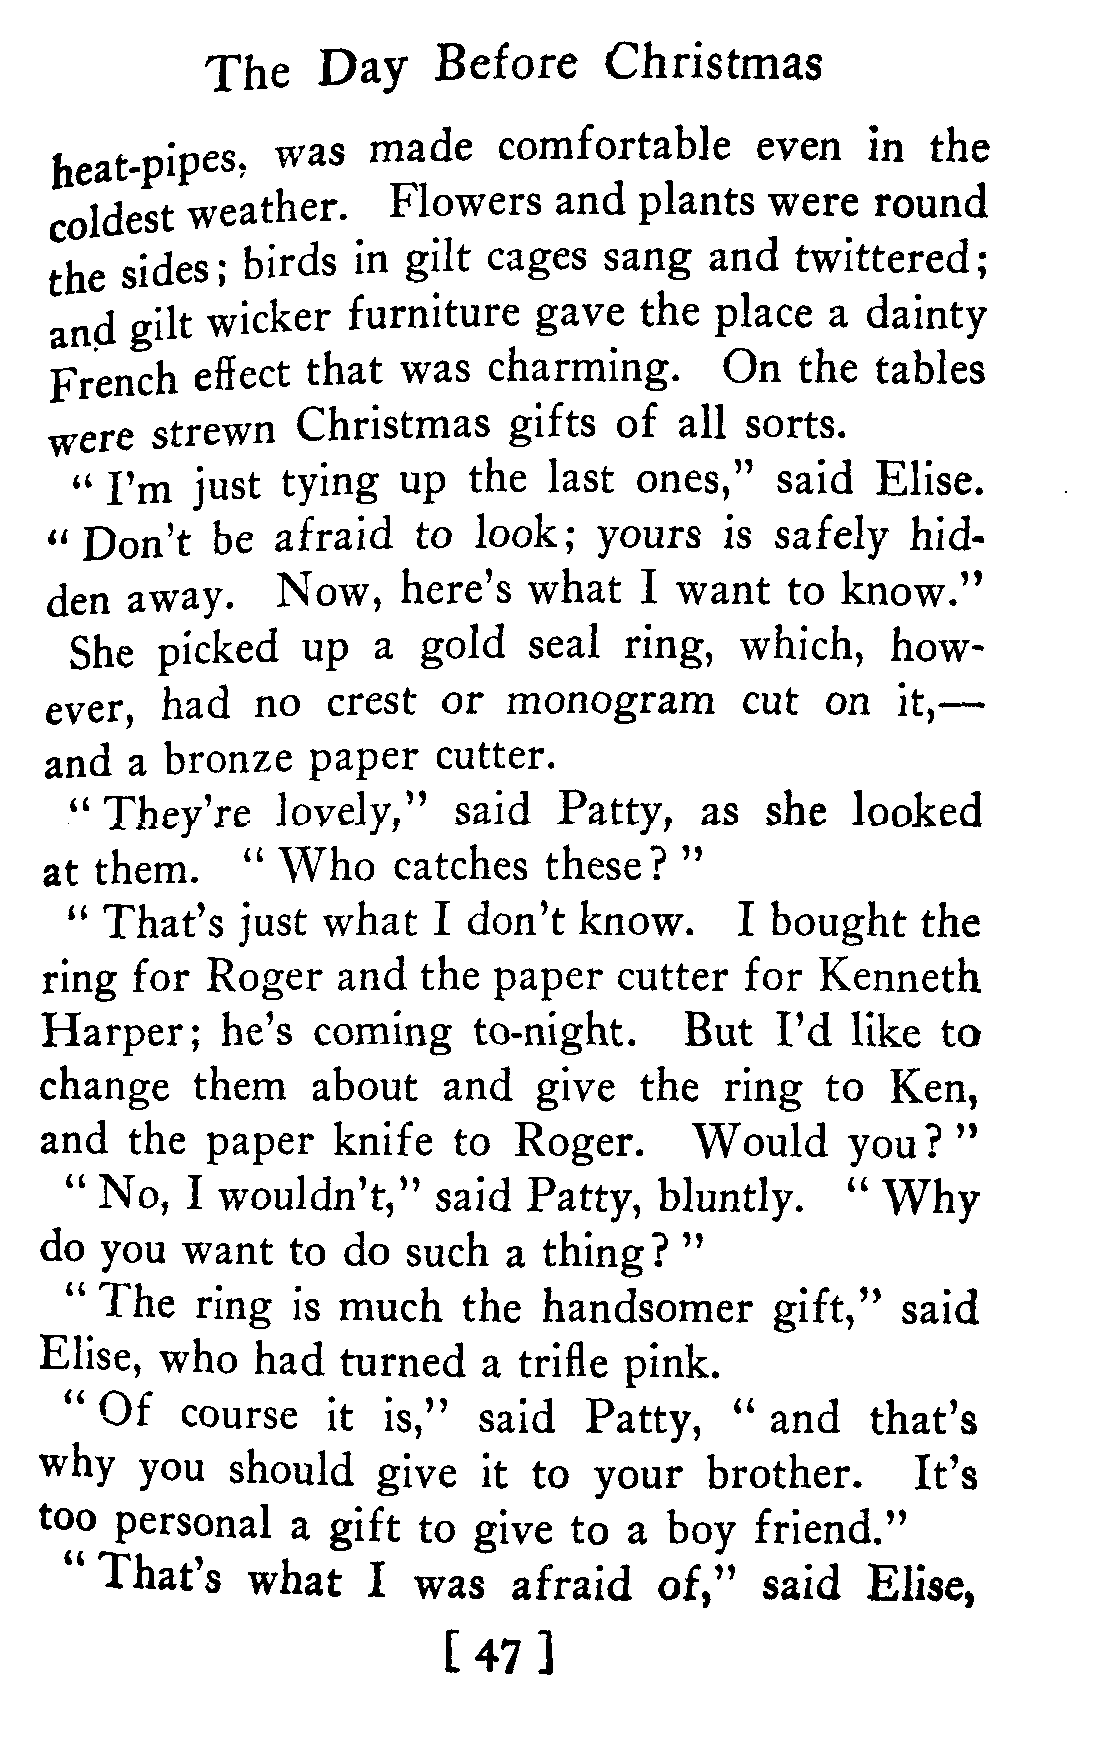 The Day Before Christmas
heat-pipes, was made comfortable even in the
coldest weather. Flowers and plants were round
the sides; birds in gilt cages sang and twittered;
and gilt wicker furniture gave the place a dainty
French effect that was charming. On the tables
were strewn Christmas gifts of all sorts.
“ I’m just tying up the last ones,” said Elise.
“ Don’t be afraid to look; yours is safely hid-
den away. Now, here’s what I want to know.”
She picked up a gold seal ring, which, how-
ever, had no crest or monogram cut on it,—
and a bronze paper cutter.
“ They’re lovely,” said Patty, as she looked
at them. “ Who catches these? ”
“ That’s just what I don’t know. I bought the
ring for Roger and the paper cutter for Kenneth
Harper; he’s coming to-night. But I’d like to
change them about and give the ring to Ken,
and the paper knife to Roger. Would you? ”
“ No, I wouldn’t,” said Patty, bluntly. “ Why
do you want to do such a thing? ”
“ The ring is much the handsomer gift,” said
Elise, who had turned a trifle pink.
“ Of course it is,” said Patty, “ and that’s
why you should give it to your brother. It’s
too personal a gift to give to a boy friend.”
“ That’s what I was afraid of,” said Elise,
[ 47 ]